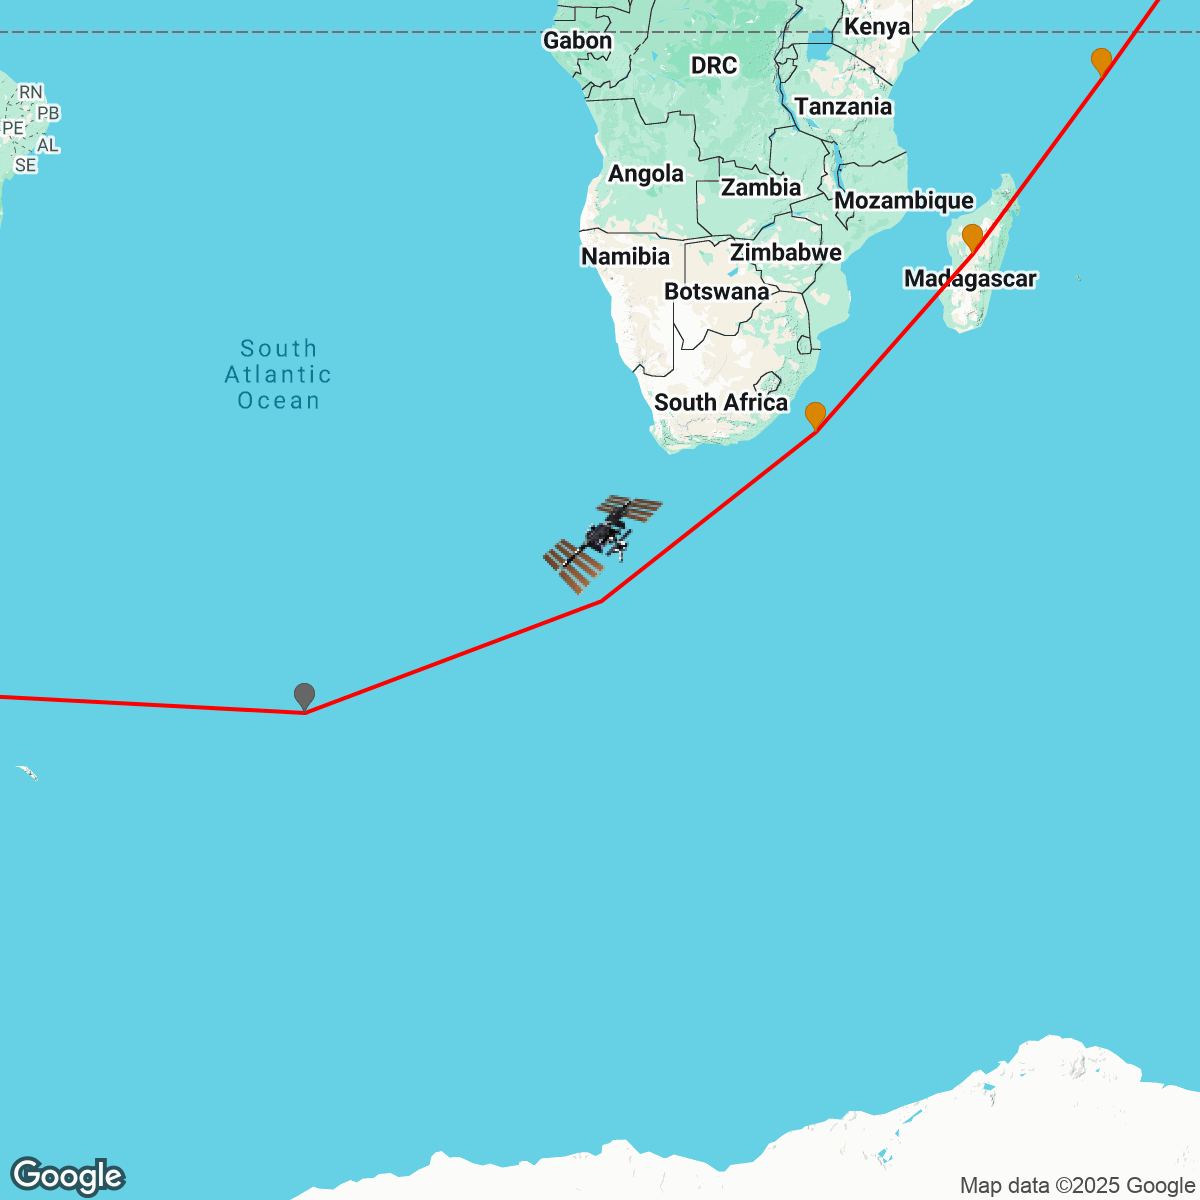 Kenya
Gabon
DRC
RN
PB
PE
AL
SE
Tanzania
Angola
Zambia
Mozambique
Namibia
Zimbabwe
Madagascar
Botswana
South
Atlantic
Ocean
South Africa
Google
Map data ©2025 Google